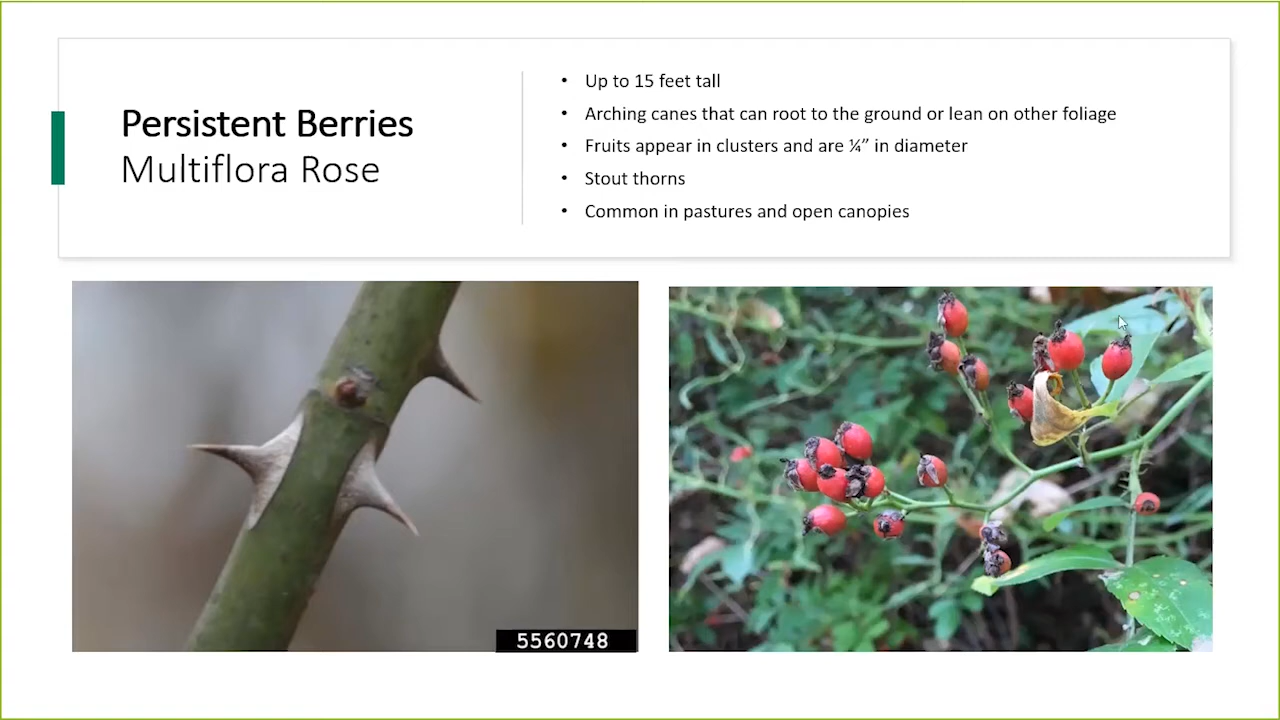 Persistent Berries
Multiflora Rose
• Up to 15 feet tall
• Arching canes that can root to the ground or lean on other foliage
• Fruits appear in clusters and are ¼” in diameter
• Stout thorns
• Common in pastures and open canopies
5560748